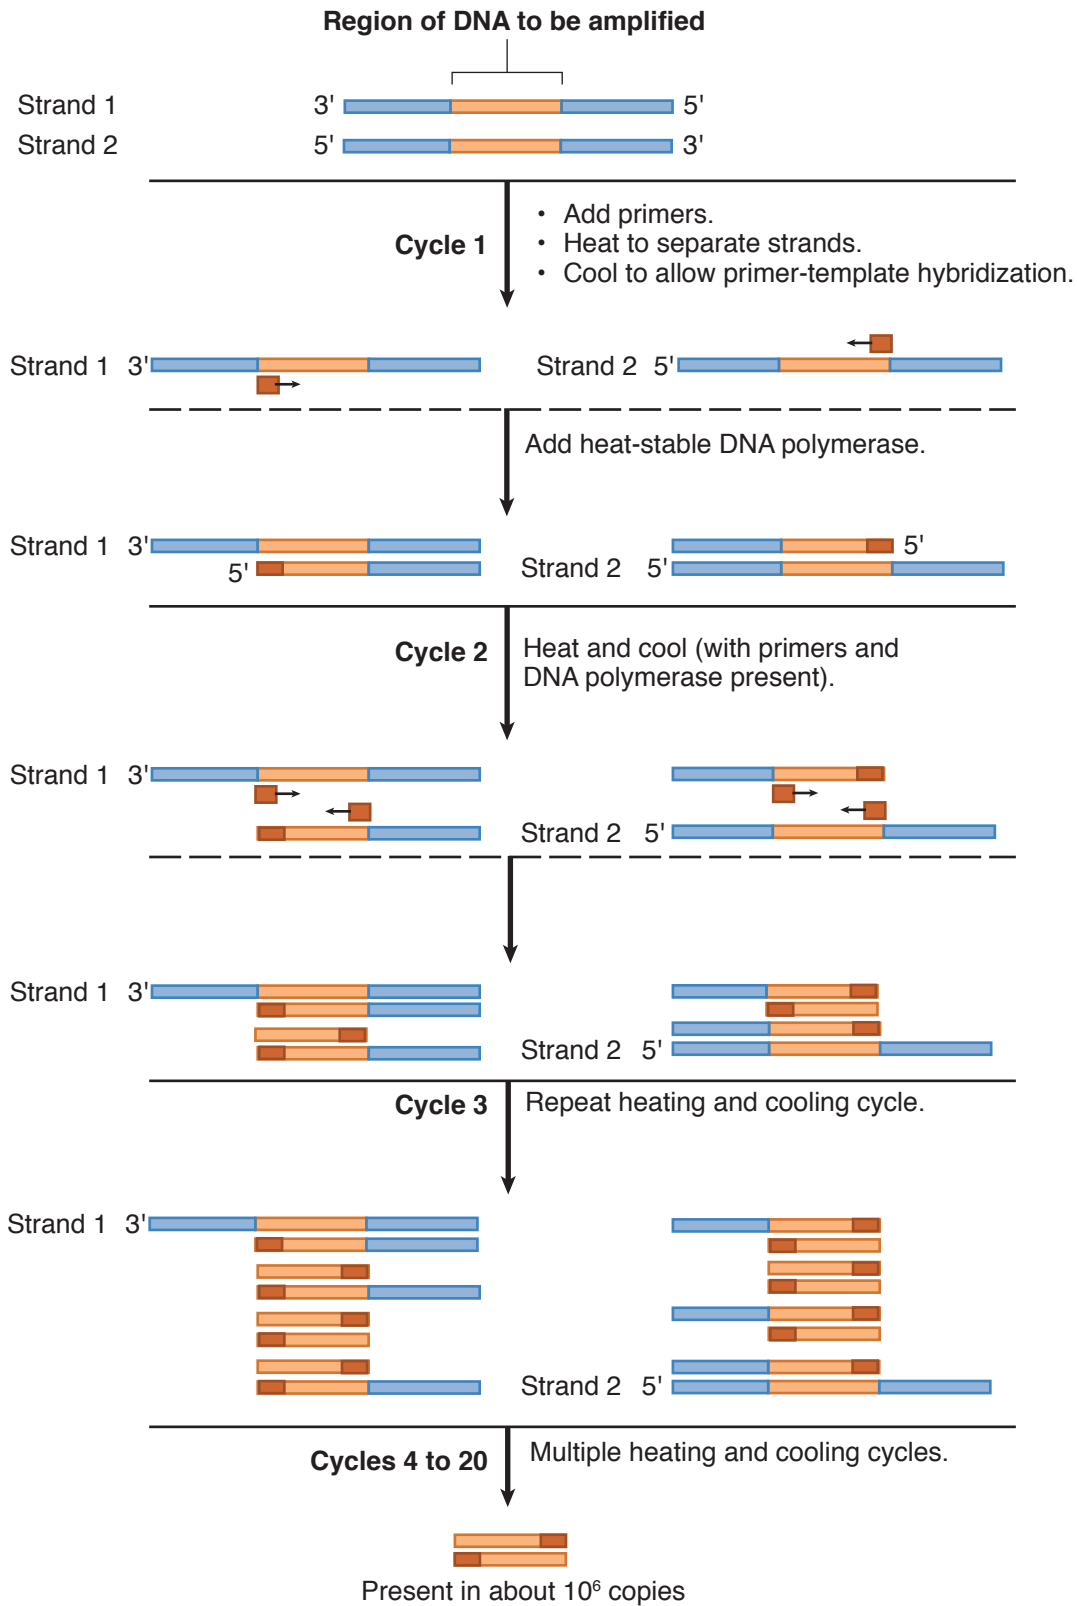 Region of DNA to be amplified
Strand 1 3' 5'
Strand 2 5' 3'
Cycle 1
• Add primers.
• Heat to separate strands.
• Cool to allow primer-template hybridization.
Strand 1 3' Strand 2 5'
Add heat-stable DNA polymerase.
Strand 1 3' 5'
5' Strand 2 5'
Cycle 2
Heat and cool (with primers and
DNA polymerase present).
Strand 1 3'
Strand 2 5'
Strand 1 3'
Strand 2 5'
Cycle 3
Repeat heating and cooling cycle.
Strand 1 3'
Strand 2 5'
Cycles 4 to 20
Multiple heating and cooling cycles.
Present in about 10⁶ copies